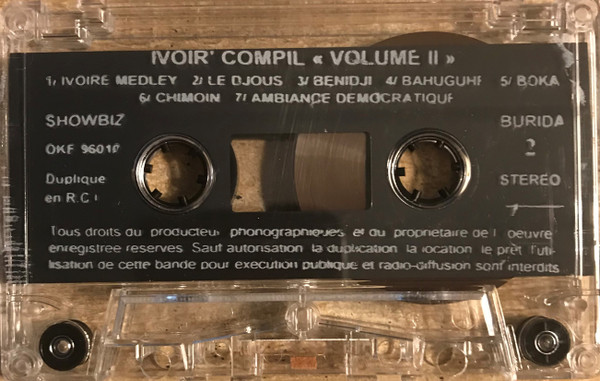 IVOIR' COMPIL « VOLUME II »
1/ IVOIRE MEDLEY 2/ LE DJOUS 3/ BENIDJI 4/ BAHUGUHE 5/ BOKA
6/ CHIMOIN 7/ AMBIANCE DEMOCRATIQUE
SHOWBIZ BURIDA
OKF 96010 2
Duplique STEREO
en R.C I
Tous droits du producteur phonographiques et du proprietaire de l oeuvre
enregistree reserves Sauf autorisation la duplication la location le prêt l'uti-
lisation de cette bande pour execution publique et radio-diffusion sont interdits